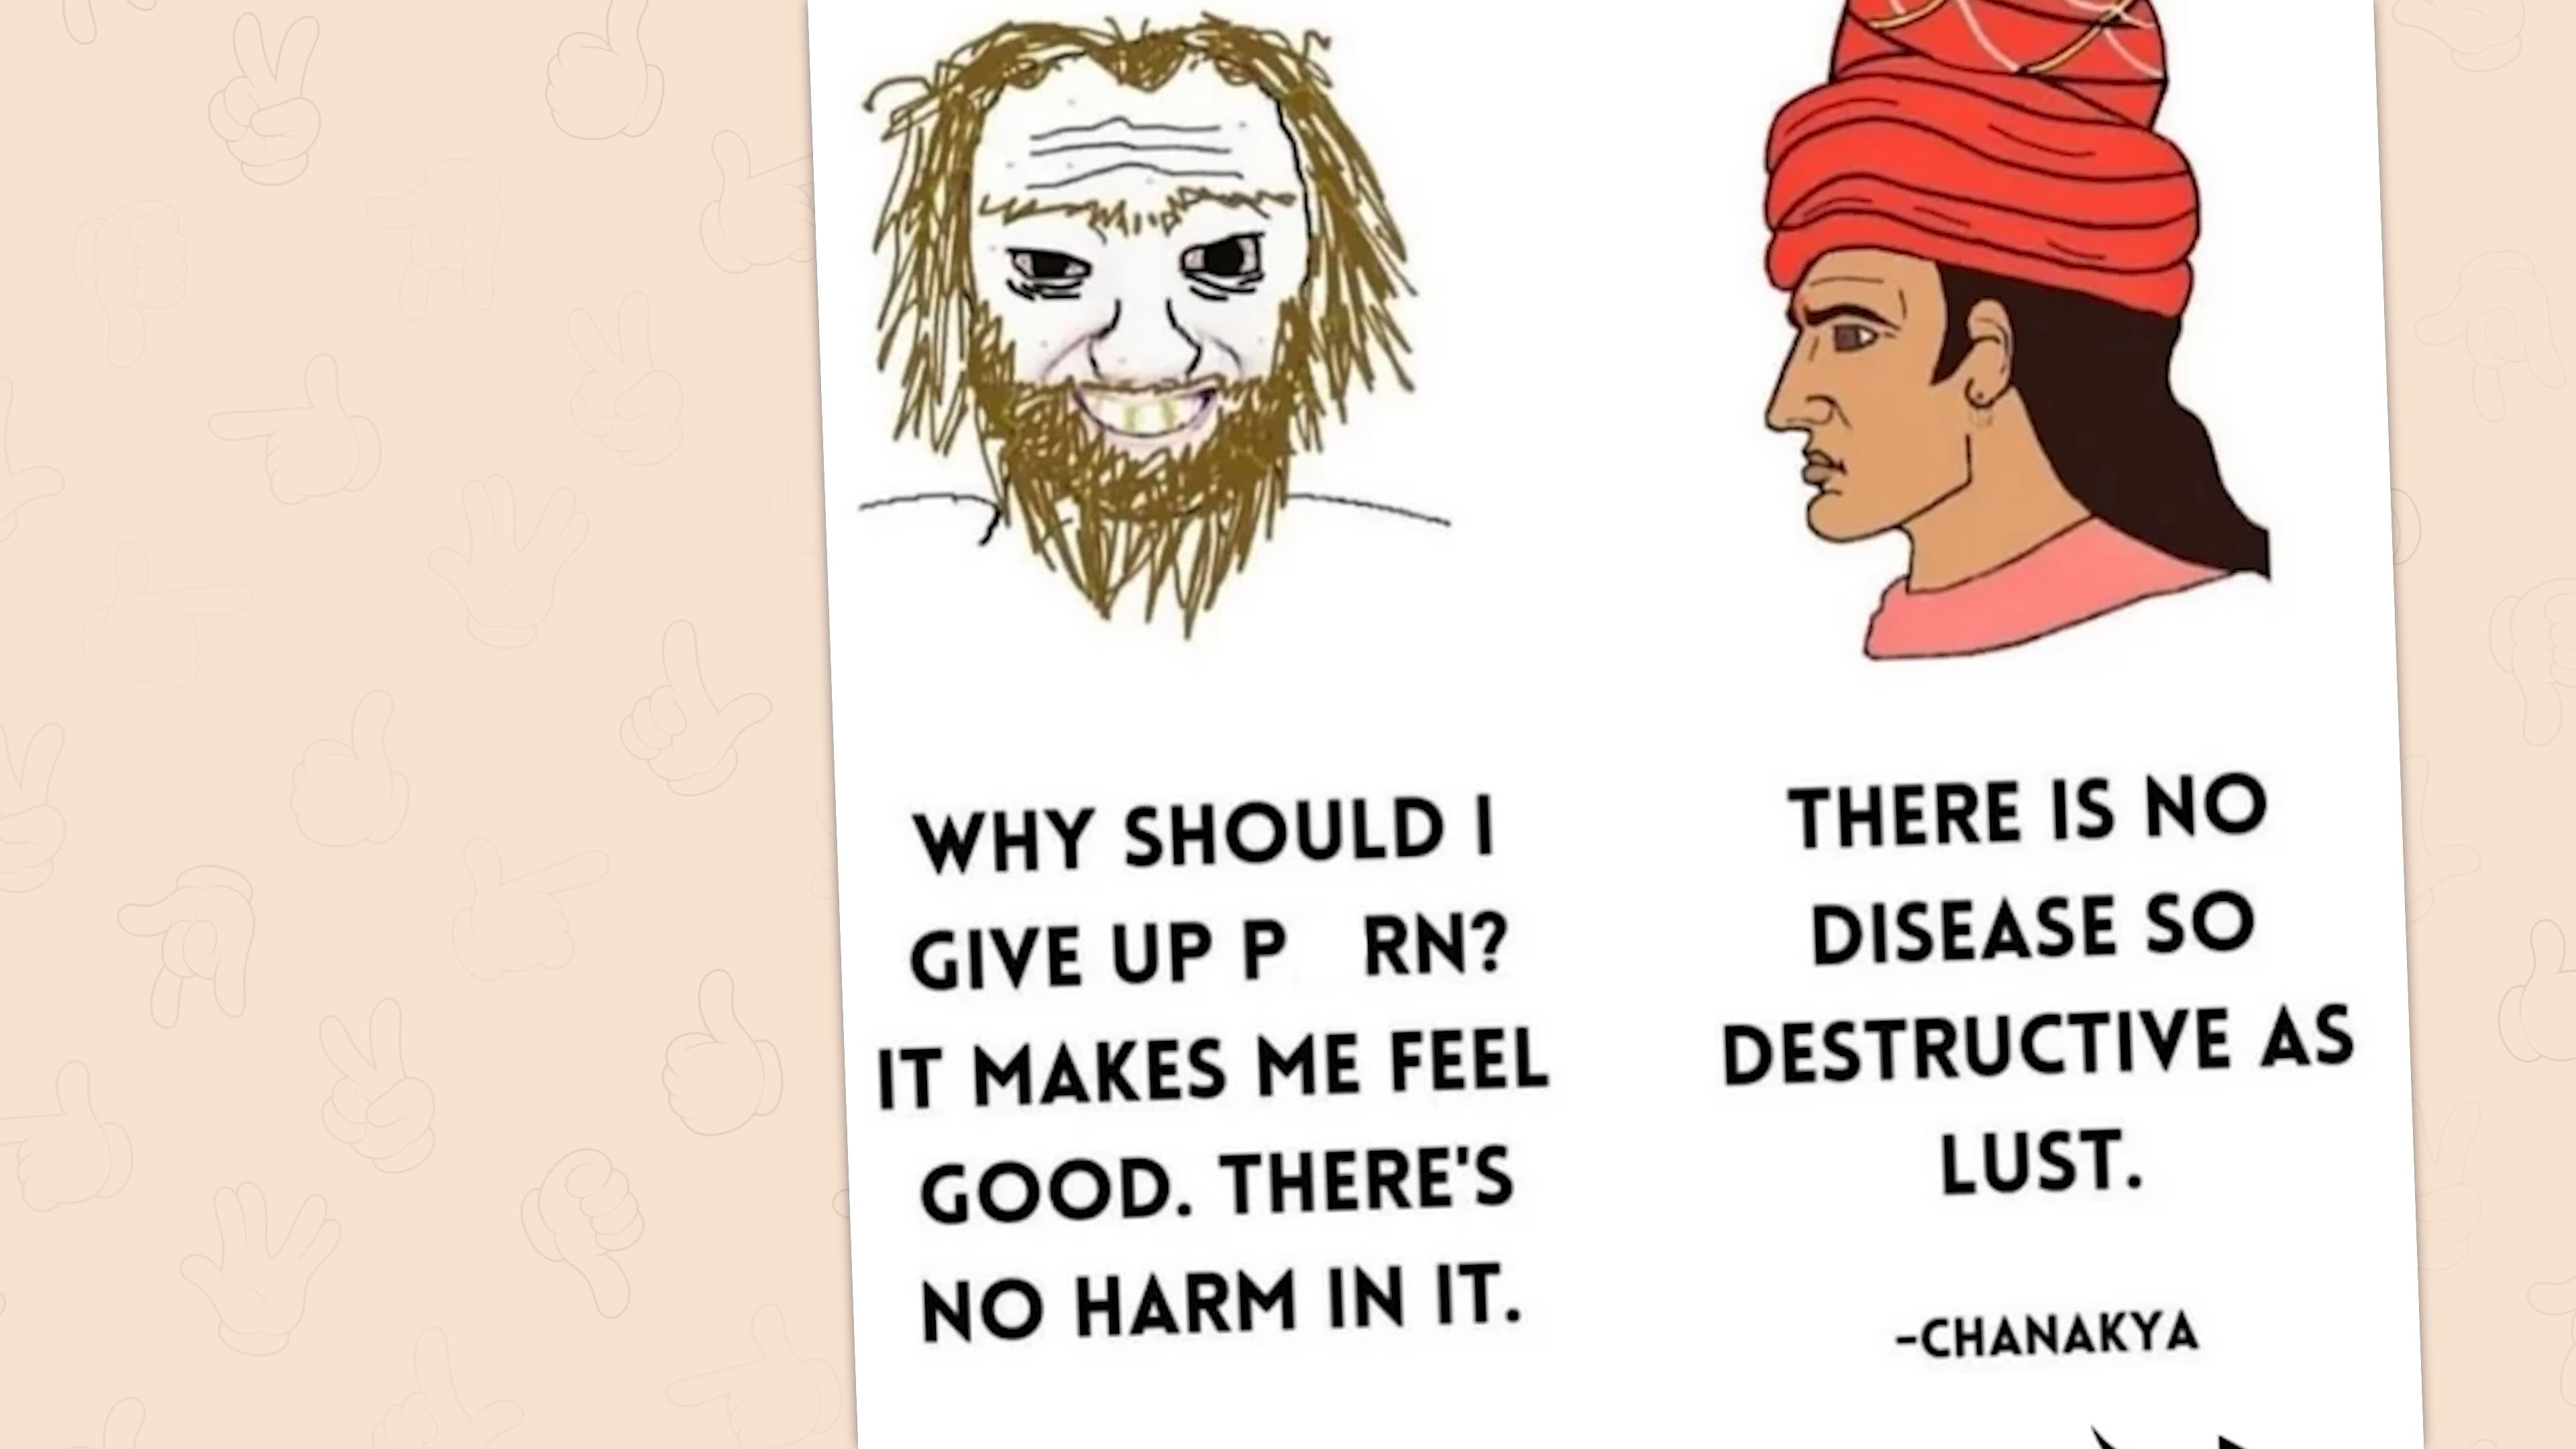 WHY SHOULD I
GIVE UP P RN?
IT MAKES ME FEEL
GOOD. THERE'S
NO HARM IN IT.
THERE IS NO
DISEASE SO
DESTRUCTIVE AS
LUST.
-CHANAKYA